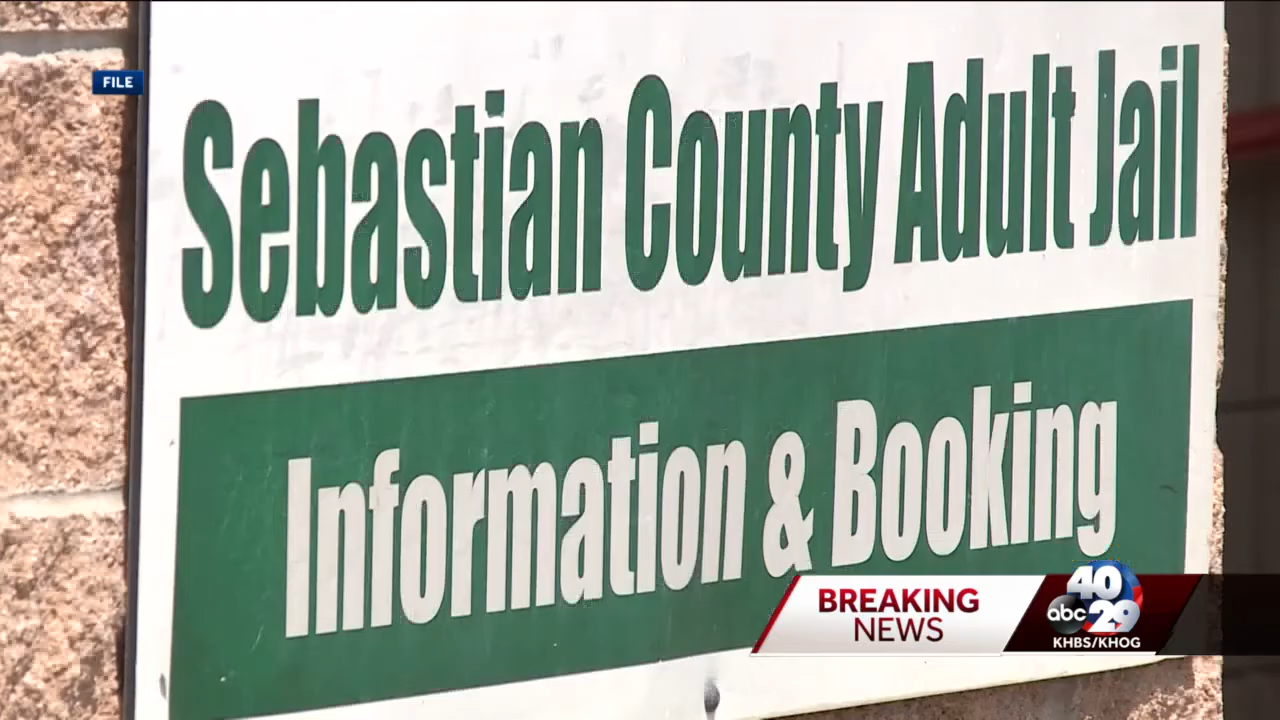 FILE
Sebastian County Adult Jail
Information & Booking
BREAKING
NEWS
40
abc 29
KHBS/KHOG